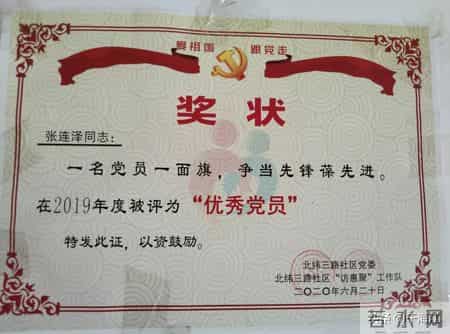 爱祖国 跟党走
奖状
张连泽同志：
一名党员一面旗，争当先锋葆先进。
在2019年度被评为“优秀党员”
特发此证，以资鼓励。
北纬三路社区党委
北纬三路社区“访惠聚”工作队
二〇二〇年六月二十日